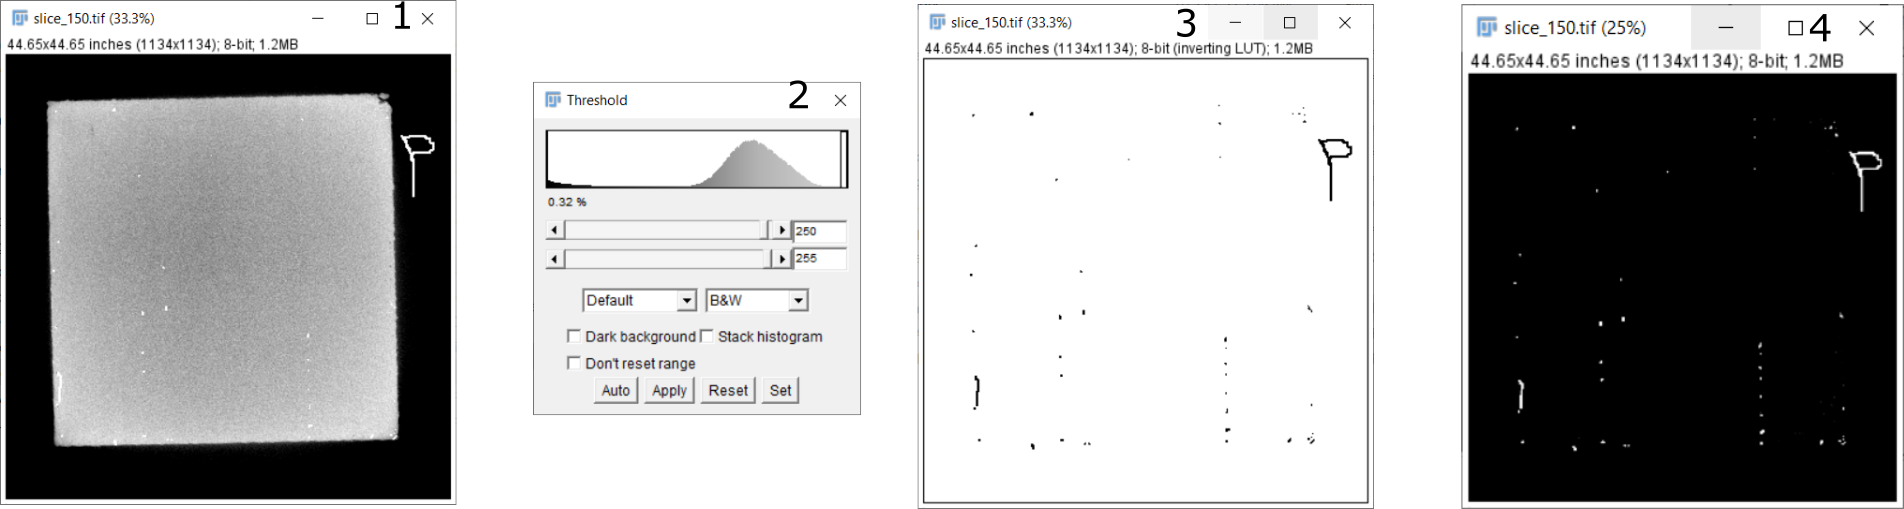 slice_150.tif (33.3%)
1
44.65x44.65 inches (1134x1134); 8-bit; 1.2MB
P
Threshold
2
0.32 %
250
255
Default
B&W
Dark background
Stack histogram
Don't reset range
Auto
Apply
Reset
Set
slice_150.tif (33.3%)
3
44.65x44.65 inches (1134x1134); 8-bit (inverting LUT); 1.2MB
P
slice_150.tif (25%)
4
44.65x44.65 inches (1134x1134); 8-bit; 1.2MB
P